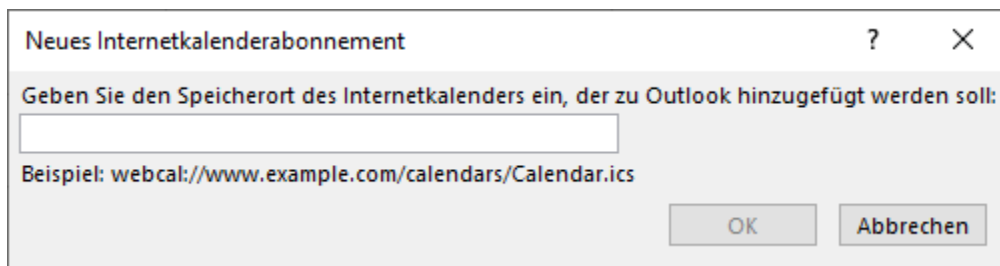 Neues Internetkalenderabonnement ?
Geben Sie den Speicherort des Internetkalenders ein, der zu Outlook hinzugefügt werden soll:
Beispiel: webcal://www.example.com/calendars/Calendar.ics
OK Abbrechen